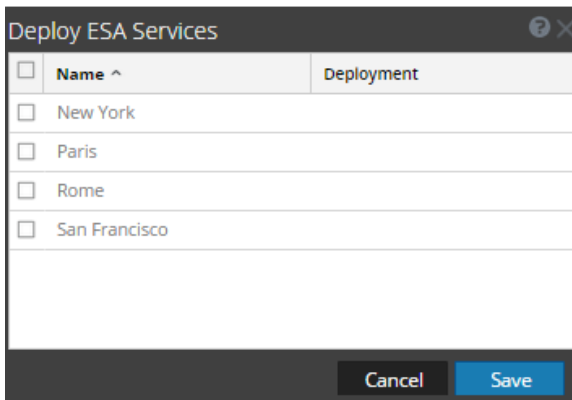 Deploy ESA Services
Name ^ Deployment
New York
Paris
Rome
San Francisco
Cancel Save